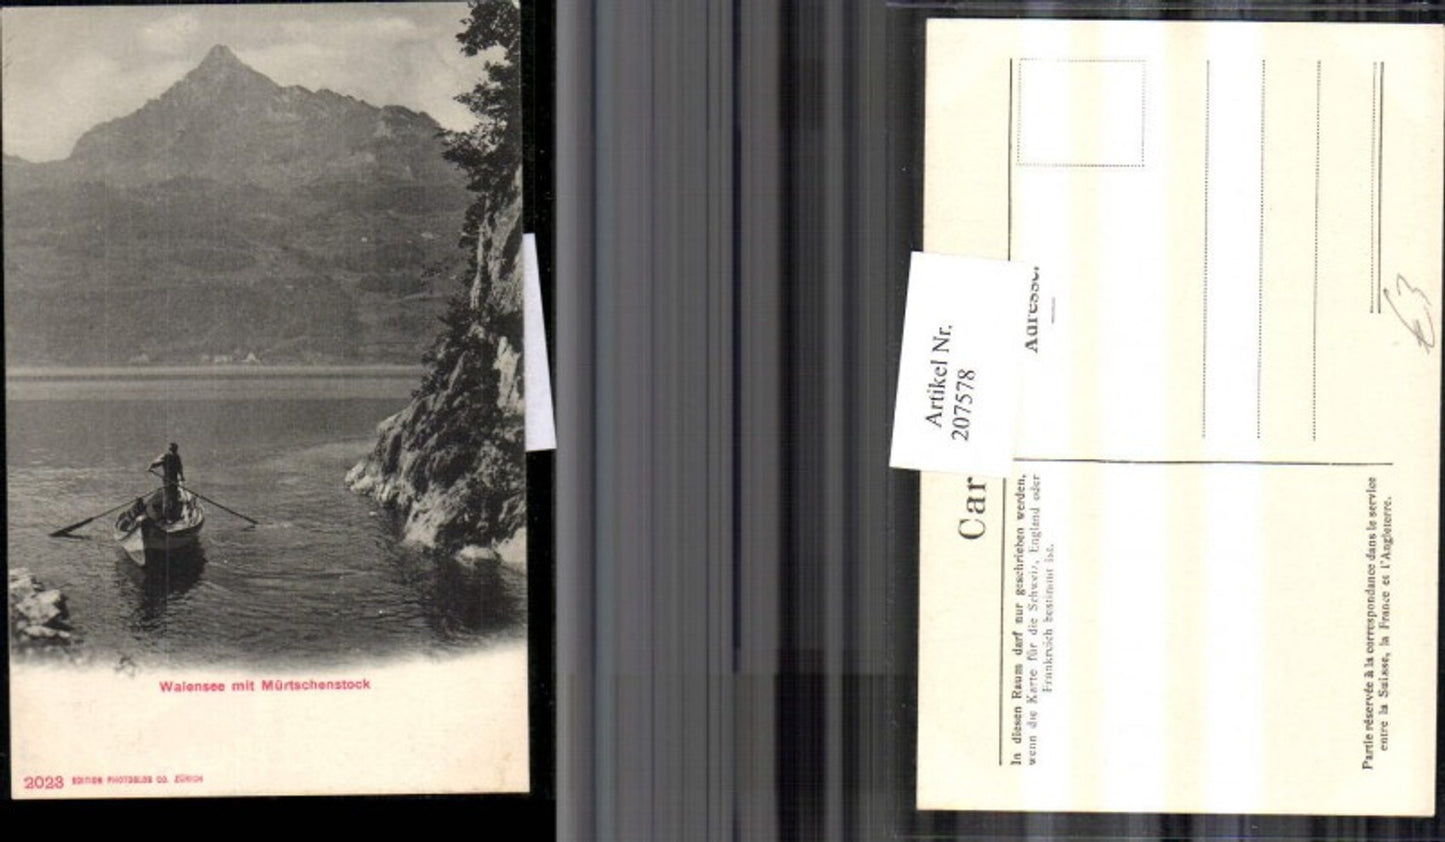 Walensee mit Mürtschenstock
2023 EDITION PHOTOGLOB CO. ZÜRICH
Artikel Nr.
207578
Car
Adresse.
In diesen Raum darf nur geschrieben werden,
wenn die Karte für die Schweiz, England oder
Frankreich bestimmt ist.
Partie réservée à la correspondance dans le service
entre la Suisse, la France et l'Angleterre.
€3